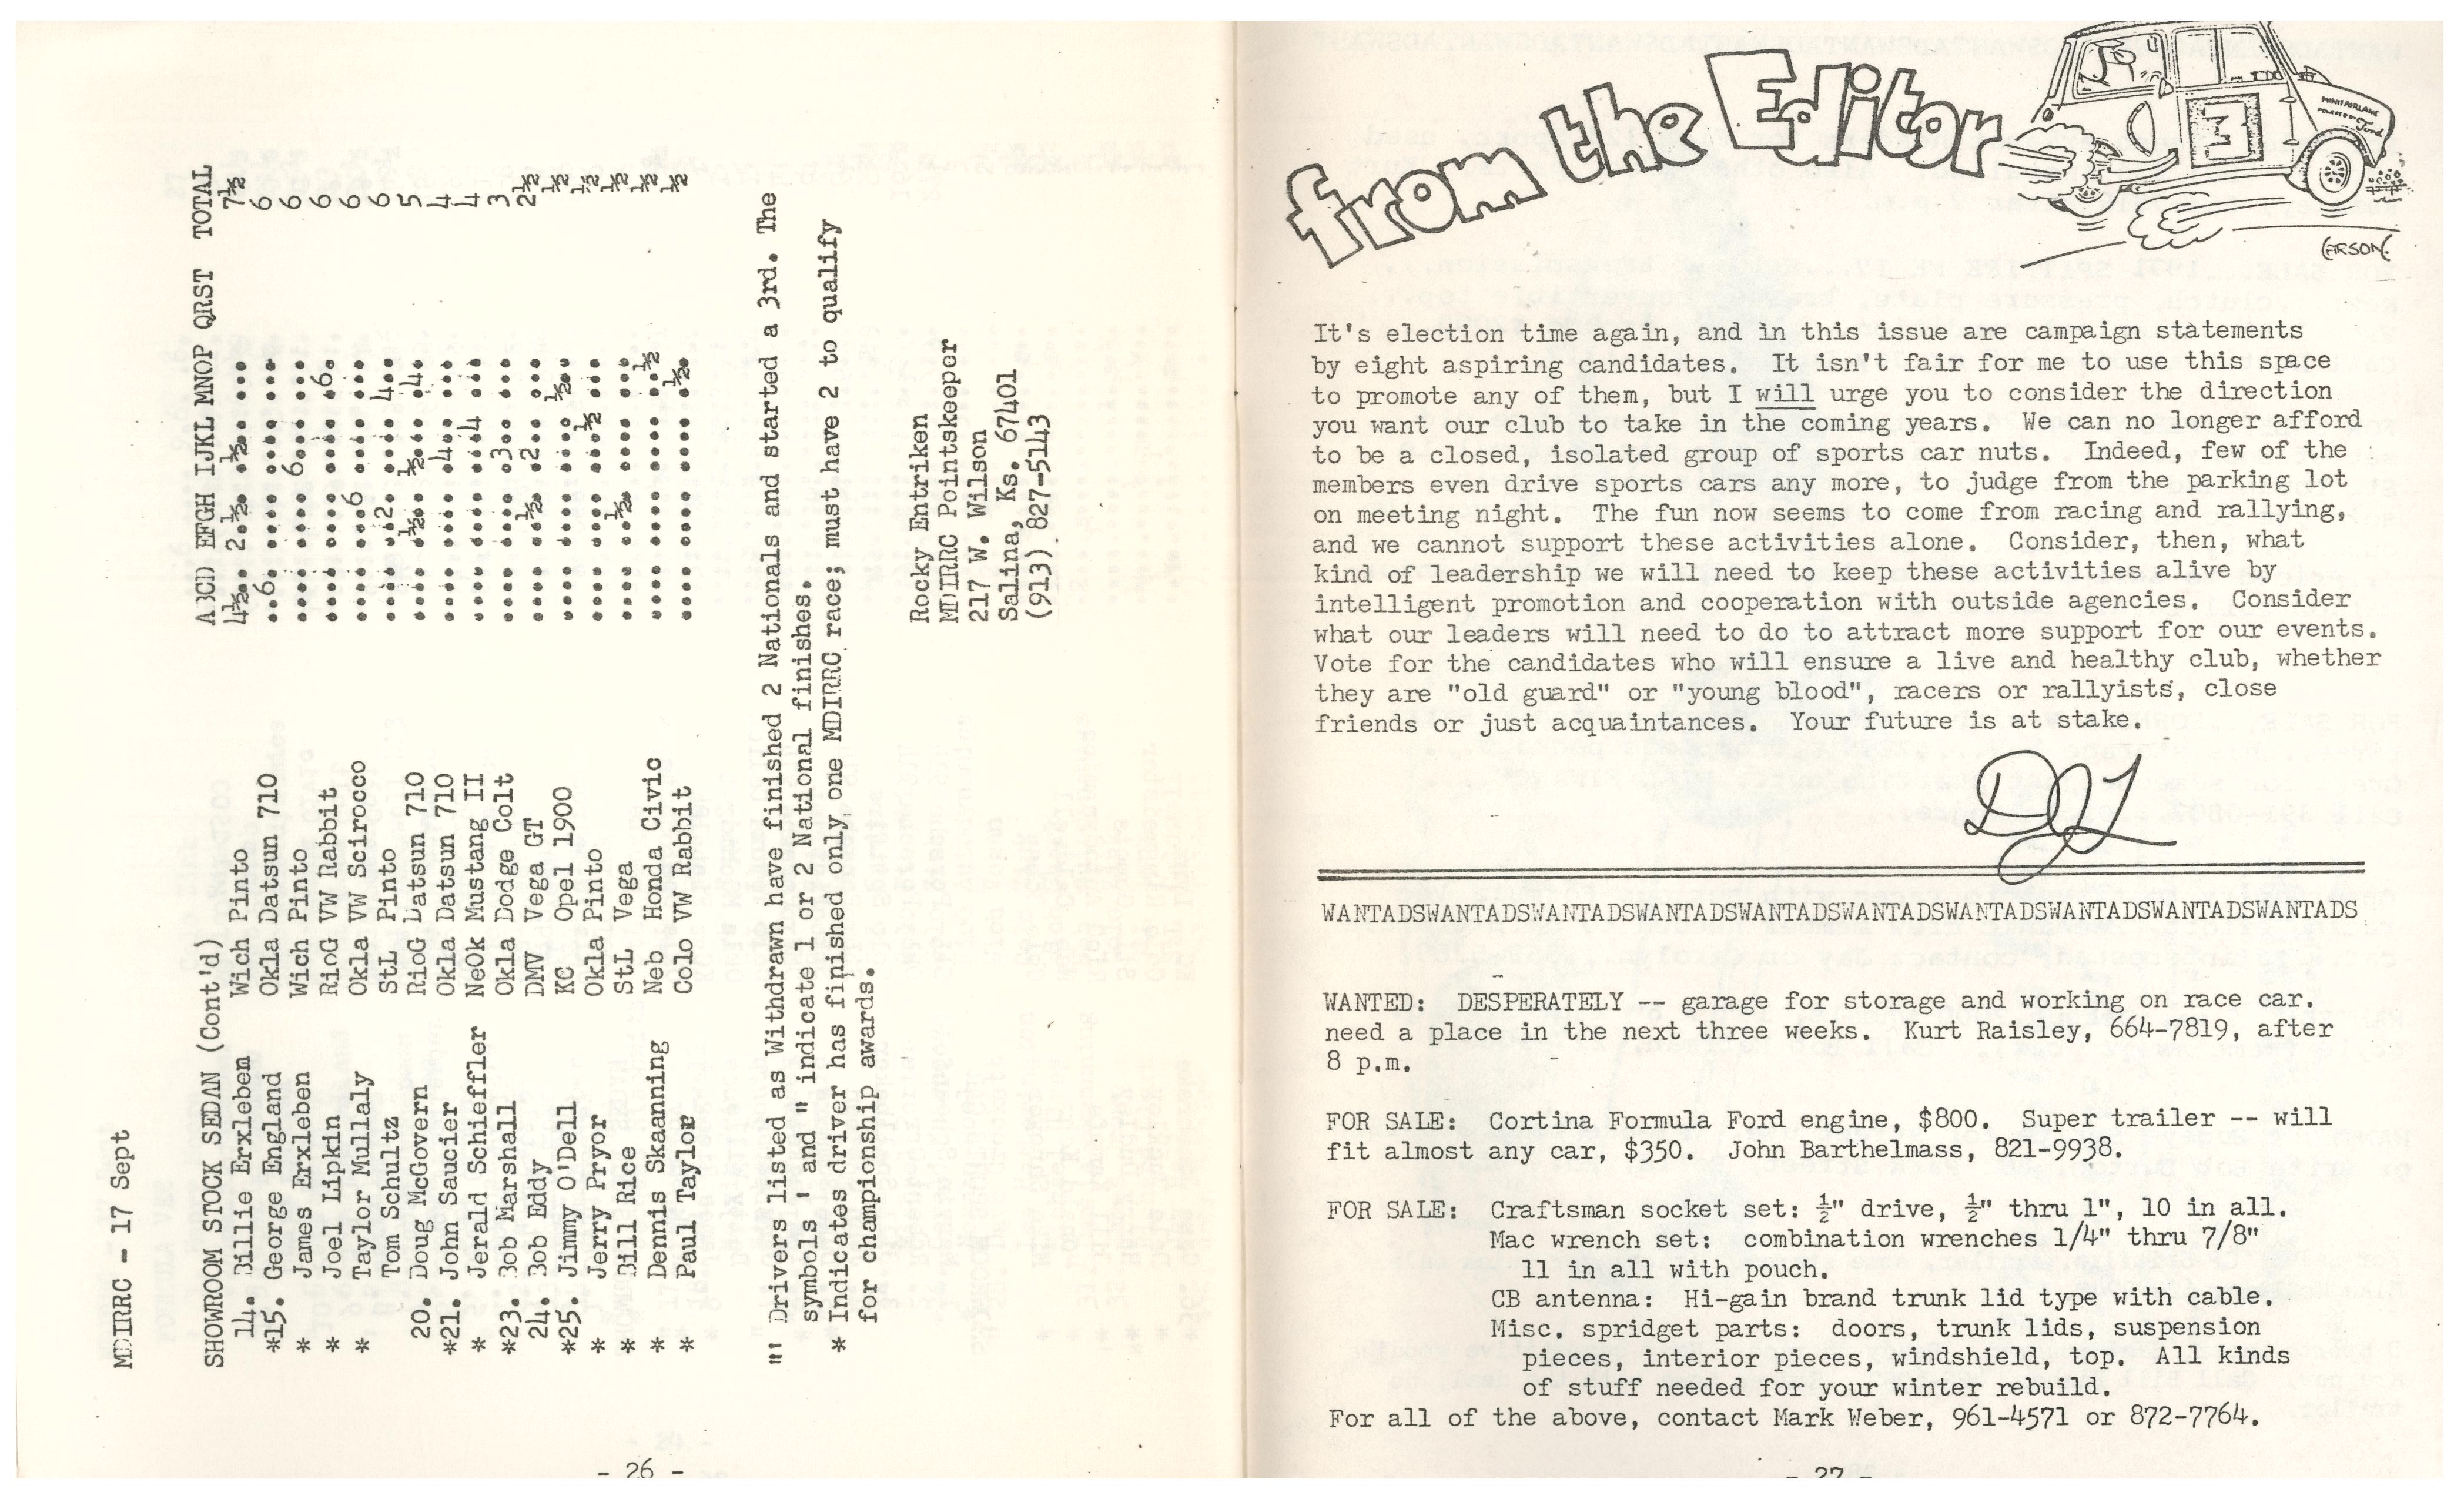 MDIRRC - 17 Sept
SHOWROOM STOCK SEDAN (Cont'd) ABCD EFGH IJKL MNOP QRST TOTAL
14. Billie Erxleben Wich Pinto 4½.. 2.½. .½.. ... 7½
*15. George England Okla Datsun 710 ..6. .... .... ... 6
* James Erxleben Wich Pinto .... .... 6... ... 6
* Joel Lipkin RioG VW Rabbit .... .... .... .6. 6
* Taylor Mullaly Okla VW Scirocco .... ...6 .... ... 6
Tom Schultz StL Pinto .... ..2. .... 4.. 6
20. Doug McGovern RioG Datsun 710 .... .½.. ½... .4. 5
*21. John Saucier Okla Datsun 710 .... .... .4.. ... 4
* Jerald Schieffler NeOk Mustang II .... .... ...4 ... 4
*23. Bob Marshall Okla Dodge Colt .... .... .3.. ... 3
24. Bob Eddy DMV Vega GT .... ..½. .2.. ... 2½
*25. Jimmy O'Dell KC Opel 1900 .... .... .... ½.. ½
* Jerry Pryor Okla Pinto .... .... ..½. ... ½
* Bill Rice StL Vega .... ..½. .... ... ½
* Dennis Skaanning Neb Honda Civic .... .... .... ..½ ½
* Paul Taylor Colo VW Rabbit .... .... .... .½. ½
"' Drivers listed as Withdrawn have finished 2 Nationals and started a 3rd. The
symbols ' and " indicate 1 or 2 National finishes.
* Indicates driver has finished only one MDIRRC race; must have 2 to qualify
for championship awards.
Rocky Entriken
MDIRRC Pointskeeper
217 W. Wilson
Salina, Ks. 67401
(913) 827-5143
- 26 -
from the Editor
3
MINI FAIRLANE
Ford
CARSON
It's election time again, and in this issue are campaign statements
by eight aspiring candidates. It isn't fair for me to use this space
to promote any of them, but I will urge you to consider the direction
you want our club to take in the coming years. We can no longer afford
to be a closed, isolated group of sports car nuts. Indeed, few of the
members even drive sports cars any more, to judge from the parking lot
on meeting night. The fun now seems to come from racing and rallying,
and we cannot support these activities alone. Consider, then, what
kind of leadership we will need to keep these activities alive by
intelligent promotion and cooperation with outside agencies. Consider
what our leaders will need to do to attract more support for our events.
Vote for the candidates who will ensure a live and healthy club, whether
they are "old guard" or "young blood", racers or rallyists, close
friends or just acquaintances. Your future is at stake.
WANTADSWANTADSWANTADSWANTADSWANTADSWANTADSWANTADSWANTADSWANTADSWANTADS
WANTED: DESPERATELY -- garage for storage and working on race car.
need a place in the next three weeks. Kurt Raisley, 664-7819, after
8 p.m.
FOR SALE: Cortina Formula Ford engine, $800. Super trailer -- will
fit almost any car, $350. John Barthelmass, 821-9938.
FOR SALE: Craftsman socket set: ½" drive, ½" thru 1", 10 in all.
Mac wrench set: combination wrenches 1/4" thru 7/8"
11 in all with pouch.
CB antenna: Hi-gain brand trunk lid type with cable.
Misc. spridget parts: doors, trunk lids, suspension
pieces, interior pieces, windshield, top. All kinds
of stuff needed for your winter rebuild.
For all of the above, contact Mark Weber, 961-4571 or 872-7764.
- 27 -